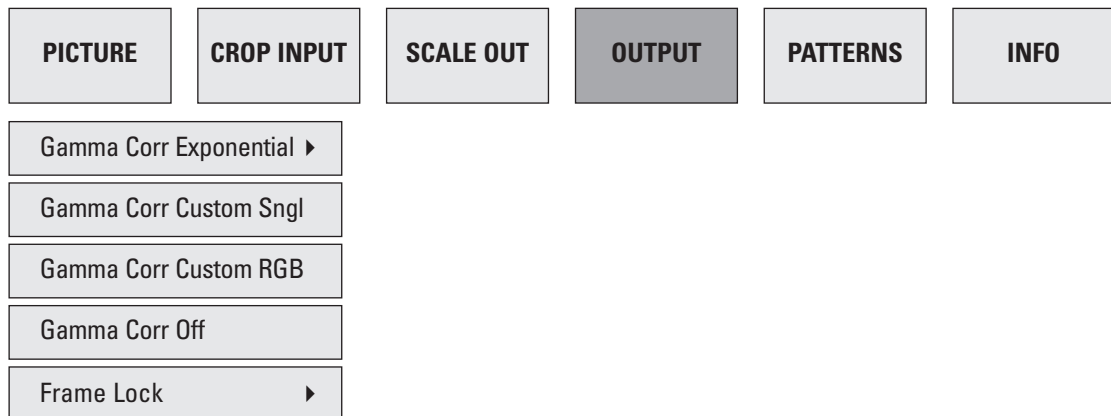 PICTURE CROP INPUT SCALE OUT OUTPUT PATTERNS INFO
Gamma Corr Exponential ▸
Gamma Corr Custom Sngl
Gamma Corr Custom RGB
Gamma Corr Off
Frame Lock ▸